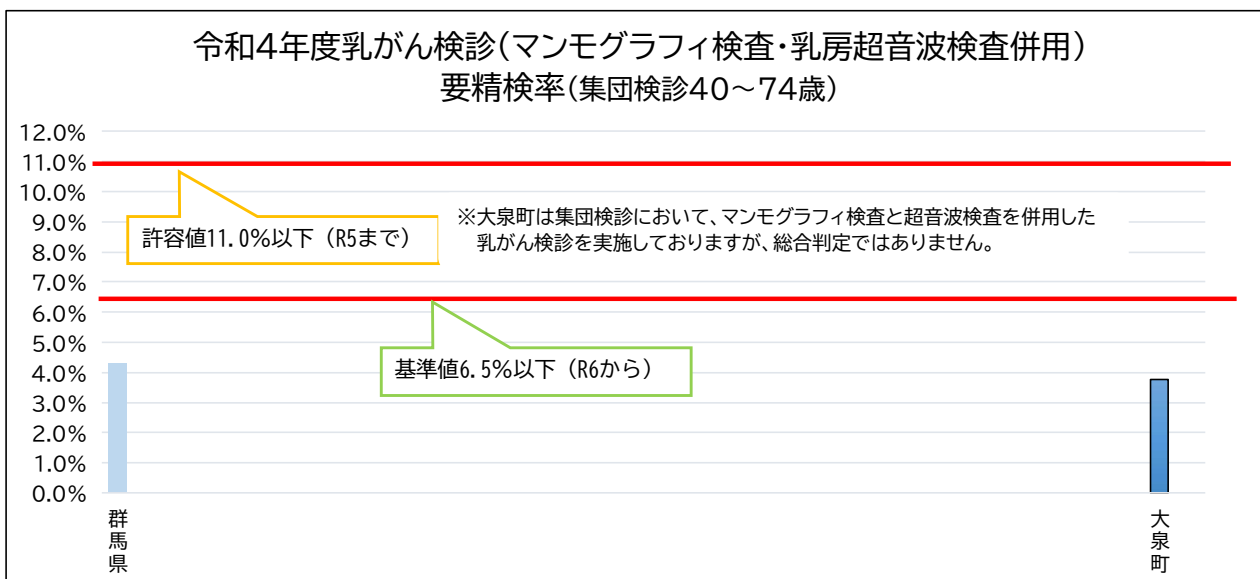 令和4年度乳がん検診(マンモグラフィ検査・乳房超音波検査併用)
要精検率(集団検診40～74歳)
12.0%
11.0%
10.0%
9.0%
8.0%
7.0%
6.0%
5.0%
4.0%
3.0%
2.0%
1.0%
0.0%
許容値11.0%以下（R5まで）
※大泉町は集団検診において、マンモグラフィ検査と超音波検査を併用した
乳がん検診を実施しておりますが、総合判定ではありません。
基準値6.5%以下（R6から）
群馬県
大泉町